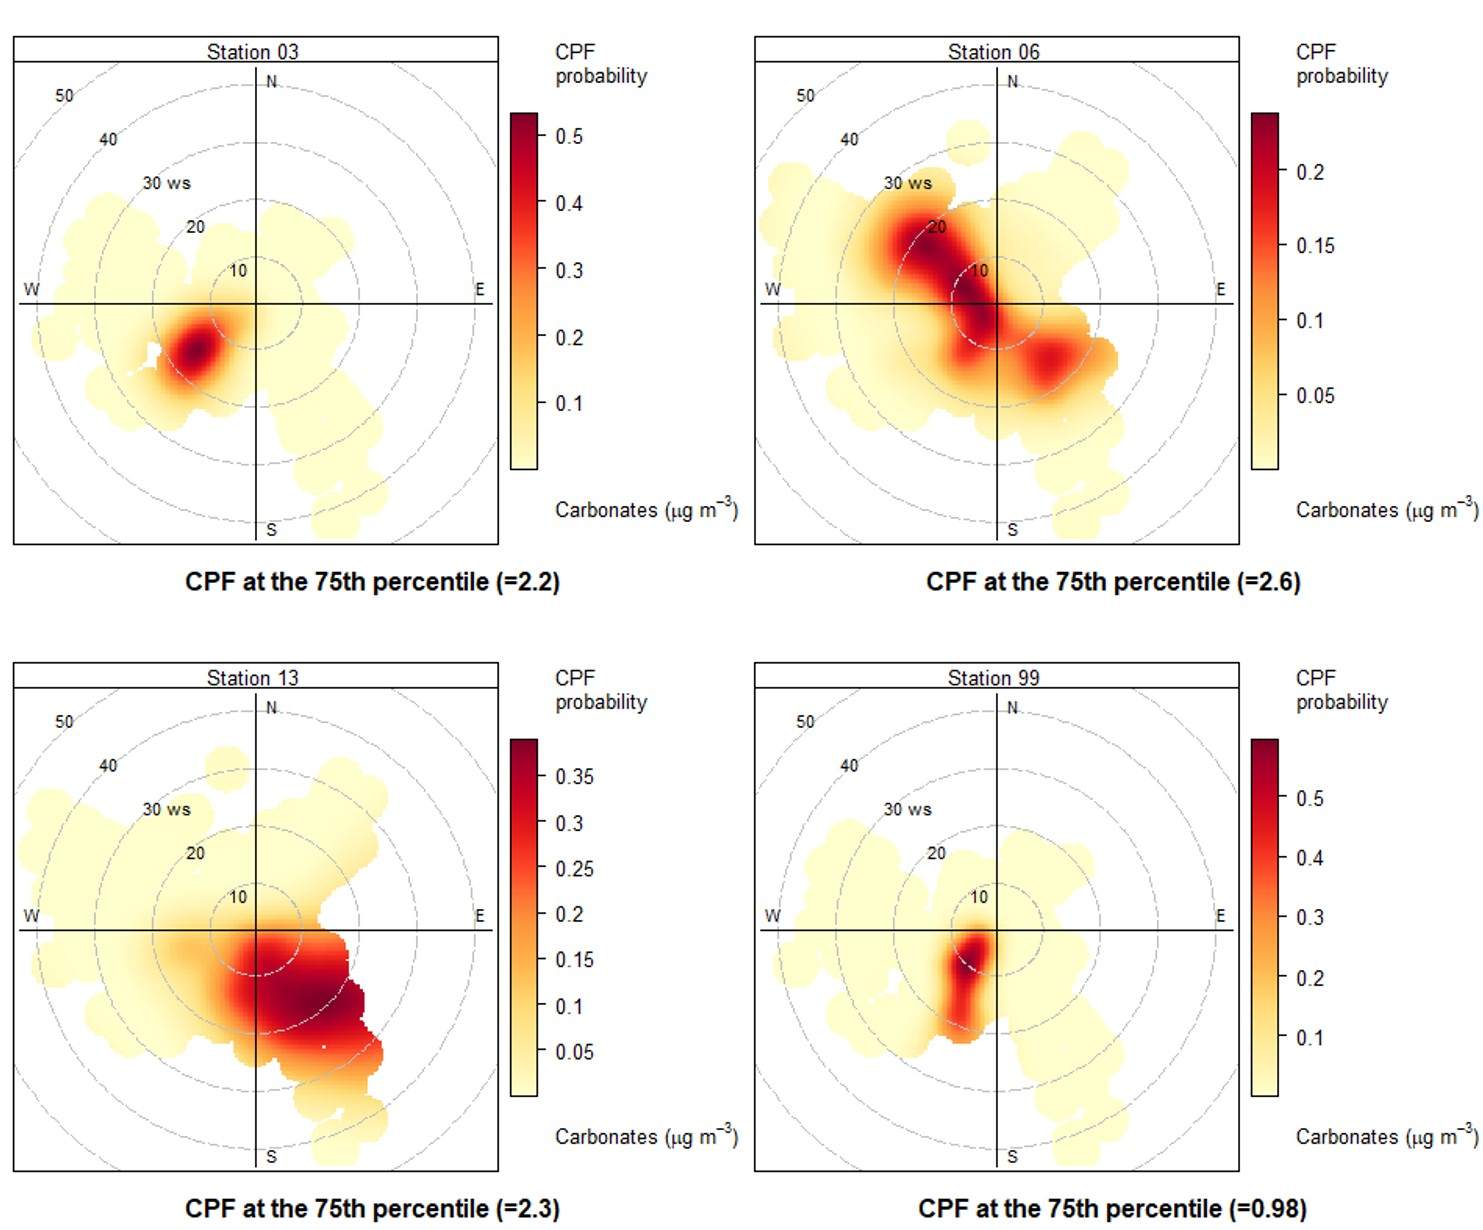 Station 03
CPF
probability
N
50
40
30 ws
20
10
W
E
S
0.5
0.4
0.3
0.2
0.1
Carbonates (μg m⁻³)
CPF at the 75th percentile (=2.2)
Station 06
CPF
probability
N
50
40
30 ws
20
10
W
E
S
0.2
0.15
0.1
0.05
Carbonates (μg m⁻³)
CPF at the 75th percentile (=2.6)
Station 13
CPF
probability
N
50
40
30 ws
20
10
W
E
S
0.35
0.3
0.25
0.2
0.15
0.1
0.05
Carbonates (μg m⁻³)
CPF at the 75th percentile (=2.3)
Station 99
CPF
probability
N
50
40
30 ws
20
10
W
E
S
0.5
0.4
0.3
0.2
0.1
Carbonates (μg m⁻³)
CPF at the 75th percentile (=0.98)